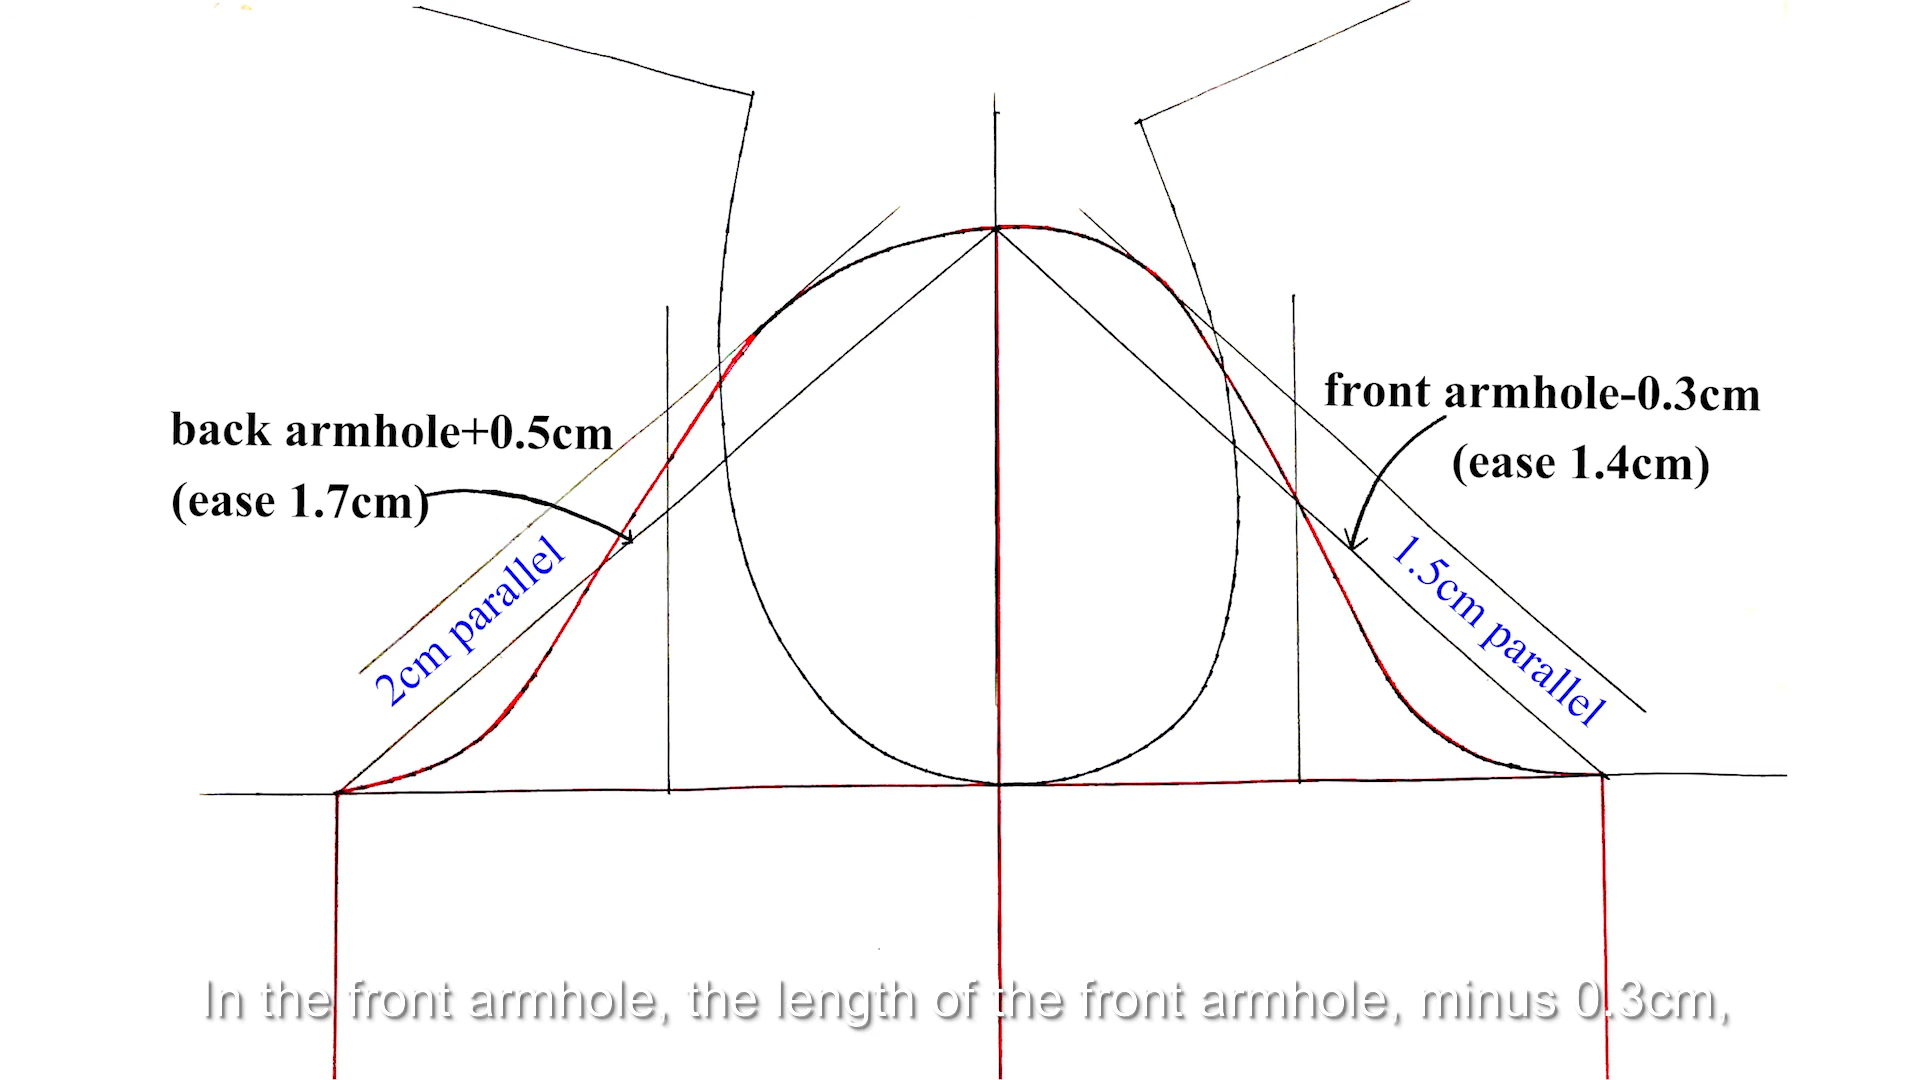 back armhole+0.5cm
(ease 1.7cm)
2cm parallel
front armhole-0.3cm
(ease 1.4cm)
1.5cm parallel
In the front armhole, the length of the front armhole, minus 0.3cm,